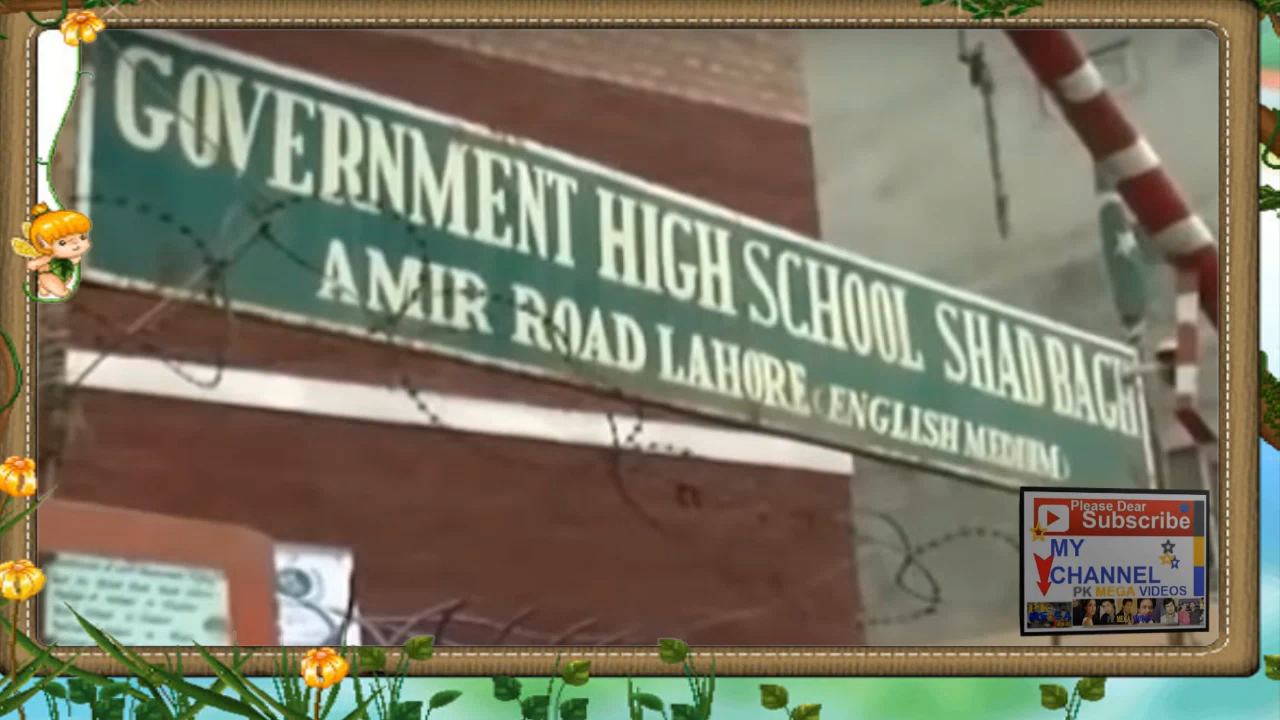 GOVERNMENT HIGH SCHOOL SHAD BAGH
AMIR ROAD LAHORE (ENGLISH MEDIUM)
Please Dear
Subscribe
MY
CHANNEL
PK MEGA VIDEOS